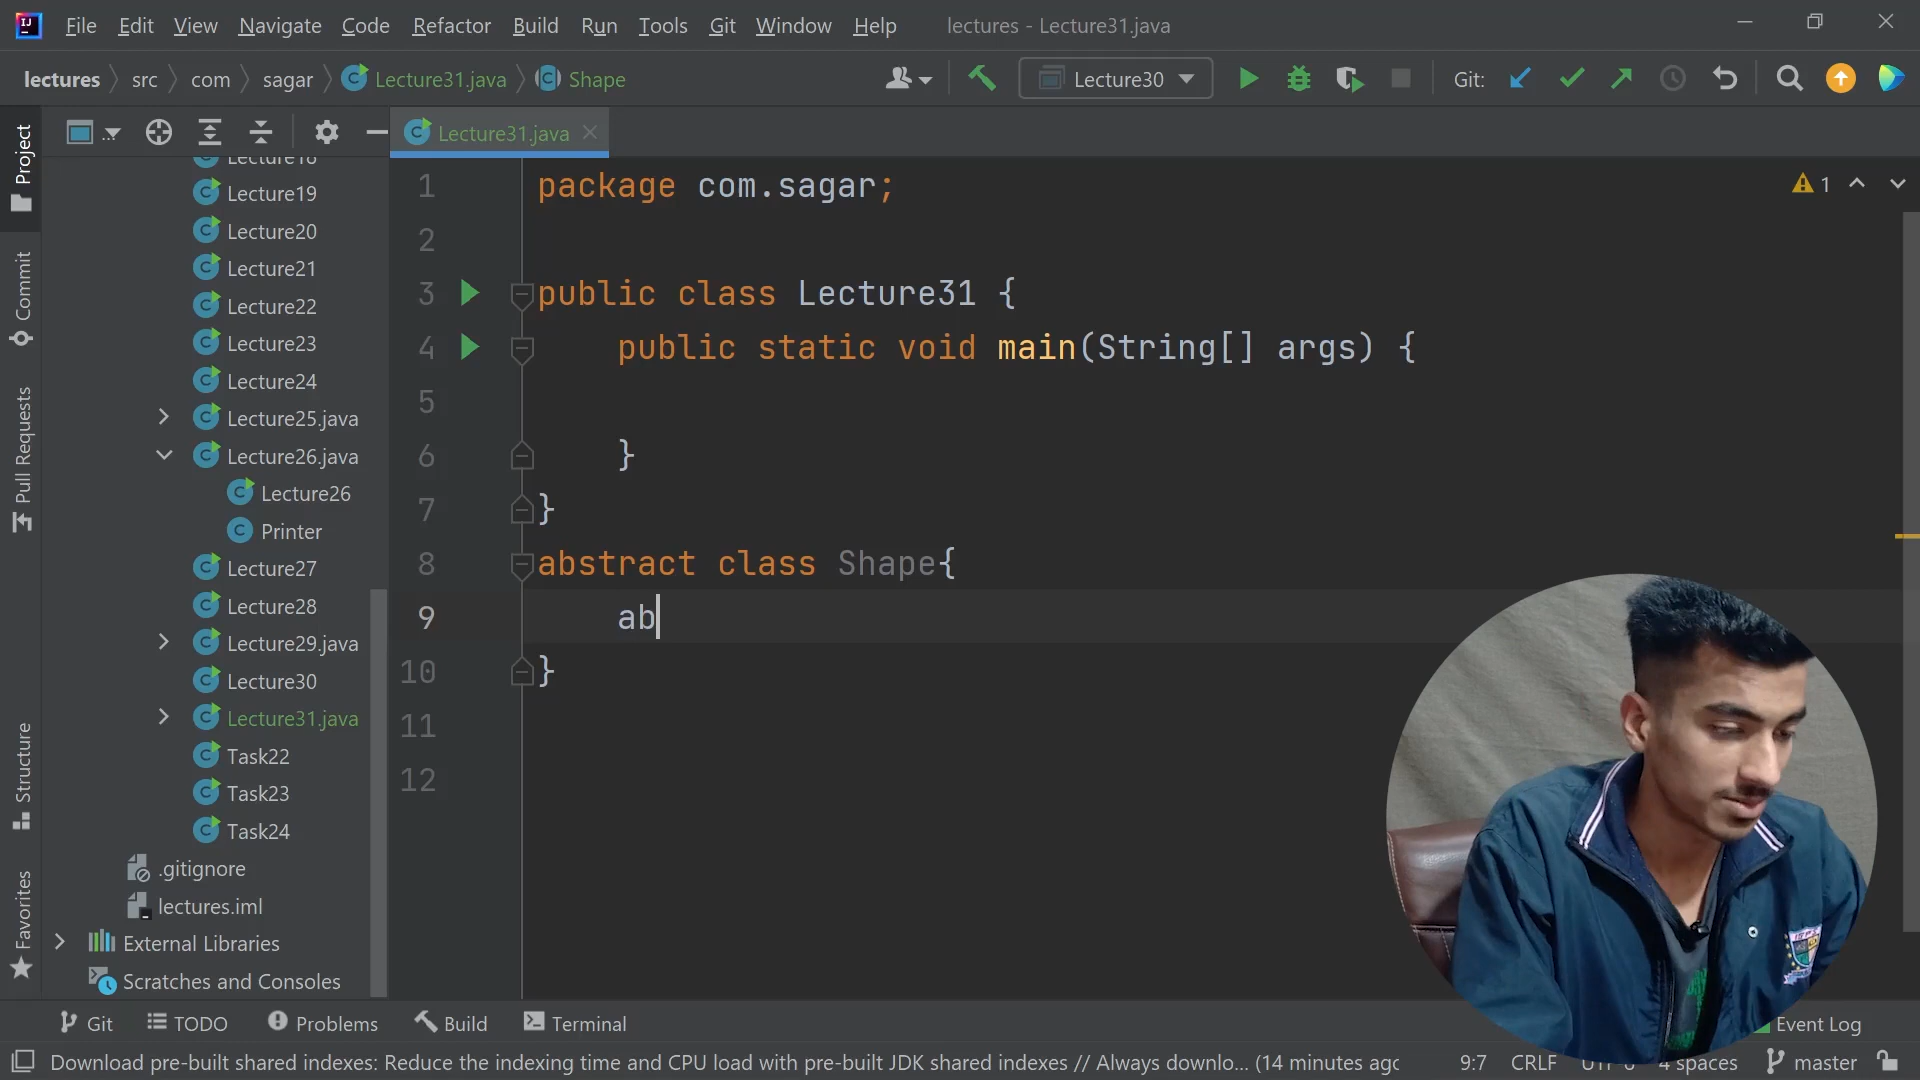 File Edit View Navigate Code Refactor Build Run Tools Git Window Help lectures - Lecture31.java
lectures src com sagar Lecture31.java Shape Lecture30 Git:
Lecture31.java
Project
Commit
Pull Requests
Structure
Favorites
Lecture18
Lecture19
Lecture20
Lecture21
Lecture22
Lecture23
Lecture24
Lecture25.java
Lecture26.java
Lecture26
Printer
Lecture27
Lecture28
Lecture29.java
Lecture30
Lecture31.java
Task22
Task23
Task24
.gitignore
lectures.iml
External Libraries
Scratches and Consoles
1 package com.sagar;
2
3 public class Lecture31 {
4 public static void main(String[] args) {
5
6 }
7 }
8 abstract class Shape{
9 ab
10 }
11
12
1
Git TODO Problems Build Terminal Event Log
Download pre-built shared indexes: Reduce the indexing time and CPU load with pre-built JDK shared indexes // Always downlo... (14 minutes agc 9:7 CRLF UTF-8 4 spaces master